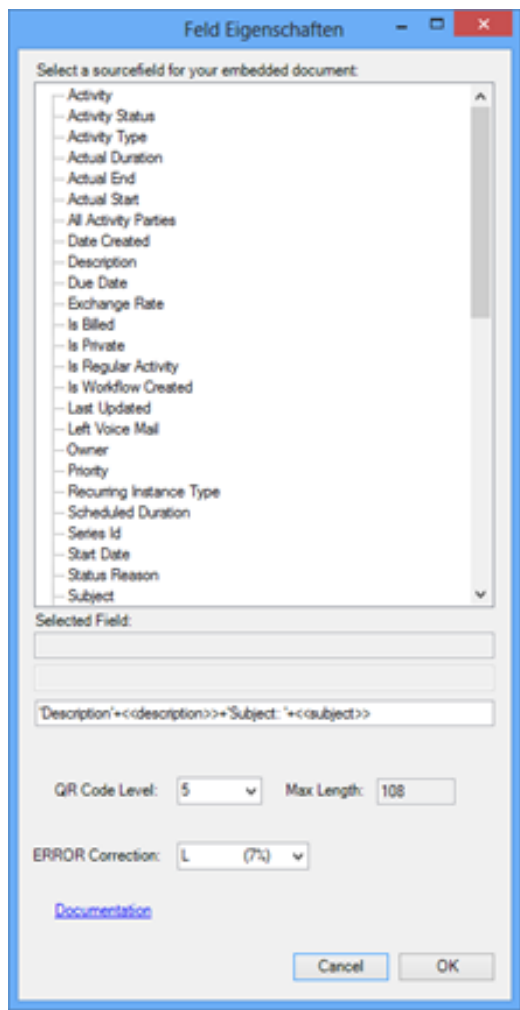 Feld Eigenschaften
Select a sourcefield for your embedded document:
Activity
Activity Status
Activity Type
Actual Duration
Actual End
Actual Start
All Activity Parties
Date Created
Description
Due Date
Exchange Rate
Is Billed
Is Private
Is Regular Activity
Is Workflow Created
Last Updated
Left Voice Mail
Owner
Priority
Recurring Instance Type
Scheduled Duration
Series Id
Start Date
Status Reason
Subject
Selected Field:
'Description'+<<description>>+'Subject: '+<<subject>>
Q/R Code Level: 5 Max Length: 108
ERROR Correction: L (7%)
Documentation
Cancel OK